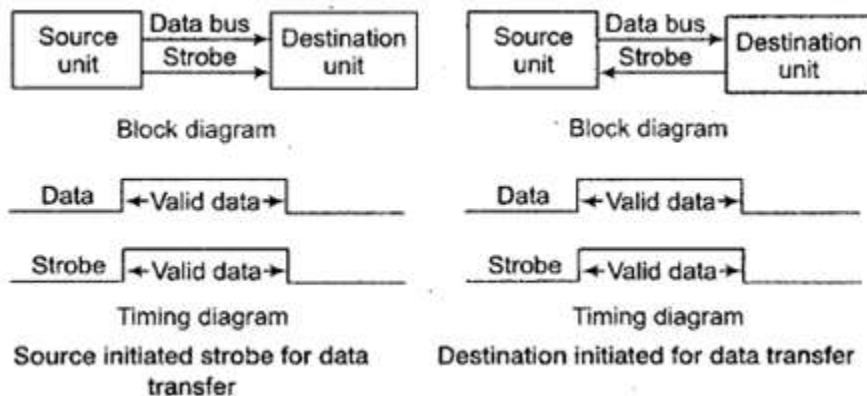 Source unit
Data bus
Strobe
Destination unit
Block diagram
Data
Valid data
Strobe
Valid data
Timing diagram
Source initiated strobe for data
transfer
Source unit
Data bus
Strobe
Destination unit
Block diagram
Data
Valid data
Strobe
Valid data
Timing diagram
Destination initiated for data transfer